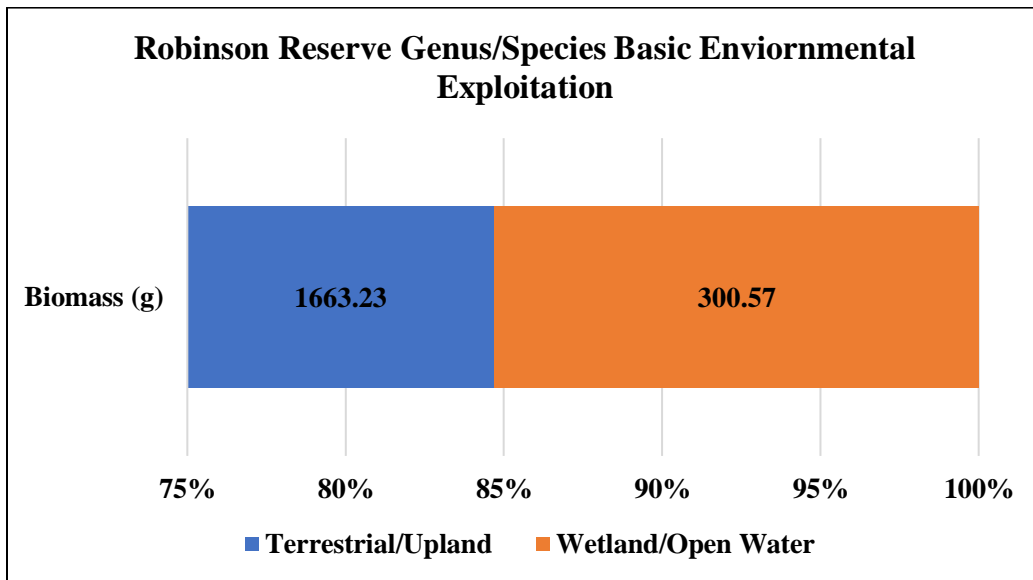 Robinson Reserve Genus/Species Basic Enviornmental
Exploitation
Biomass (g)
1663.23
300.57
75%
80%
85%
90%
95%
100%
Terrestrial/Upland
Wetland/Open Water